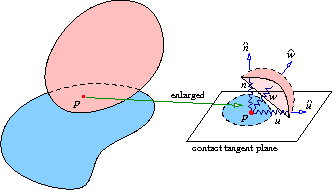 p
enlarged
n̂
ŵ
n
w
û
p
u
contact tangent plane